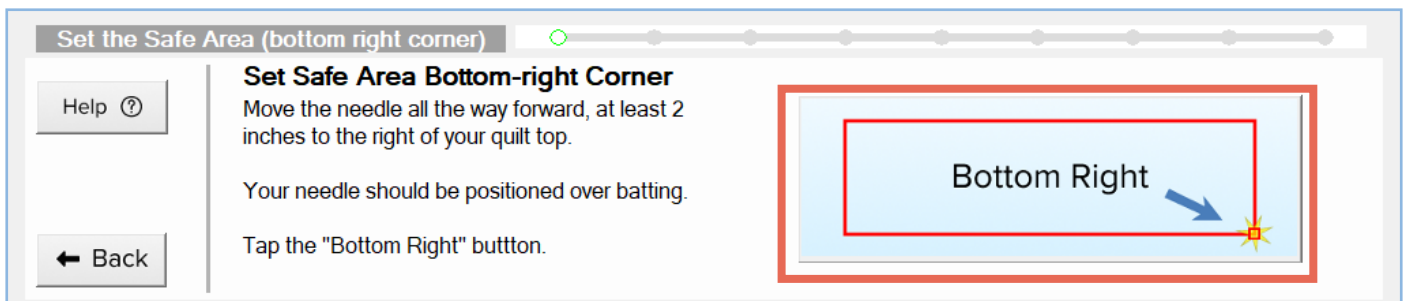 Set the Safe Area (bottom right corner)
Help ?
Set Safe Area Bottom-right Corner
Move the needle all the way forward, at least 2
inches to the right of your quilt top.
Your needle should be positioned over batting.
Tap the "Bottom Right" buttton.
Back
Bottom Right